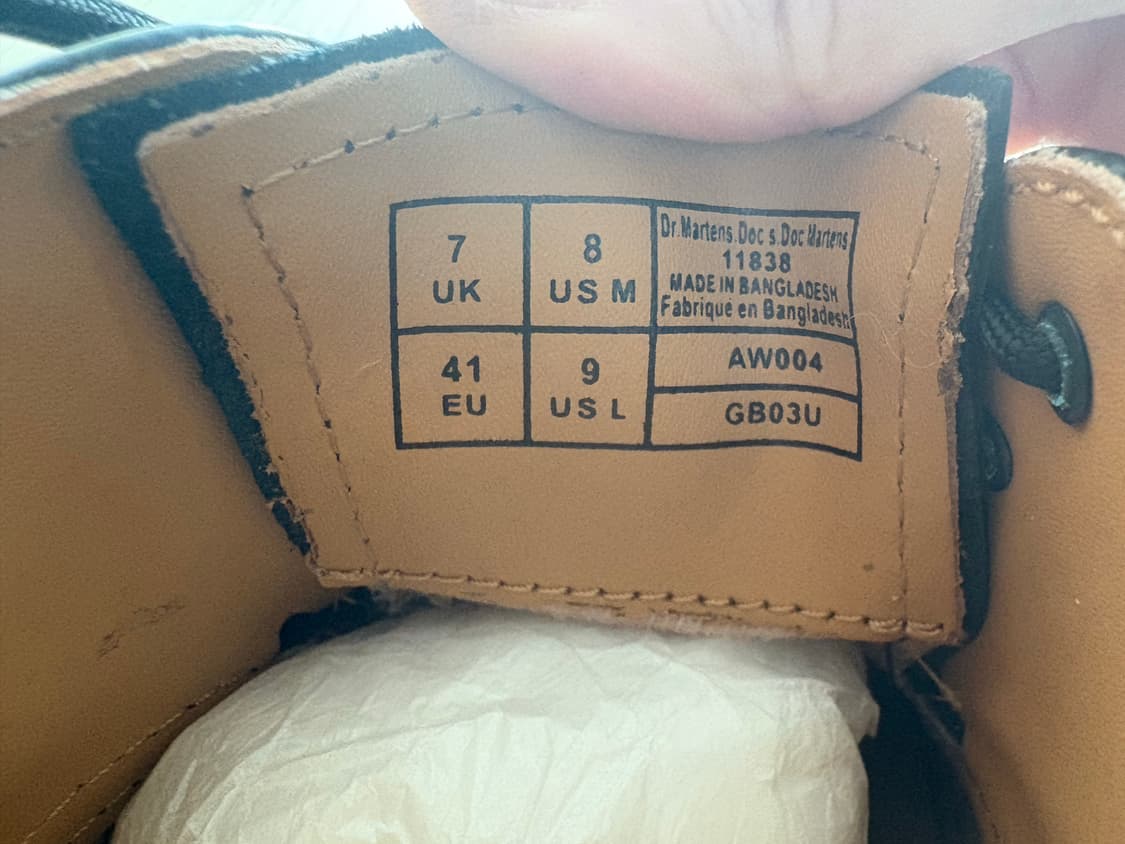 7
UK
8
US M
Dr.Martens.Doc s.Doc Martens
11838
MADE IN BANGLADESH
Fabriqué en Bangladesh
41
EU
9
US L
AW004
GB03U